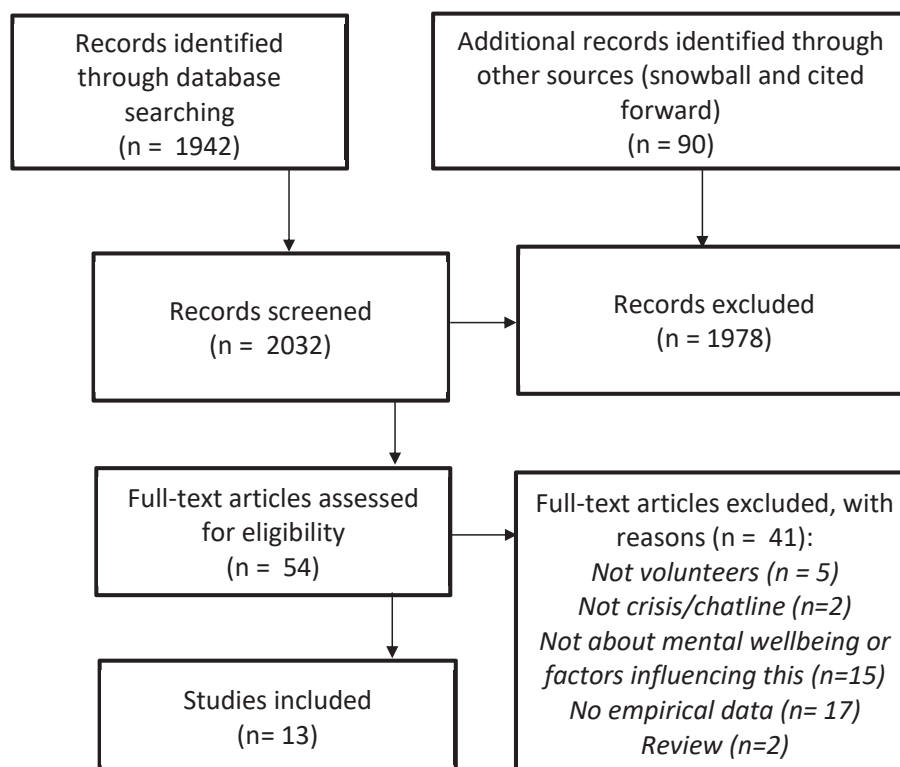 Records identified
through database
searching
(n =  1942)
Additional records identified through
other sources (snowball and cited
forward)
(n = 90)
Records screened
(n =  2032)
Records excluded
(n = 1978)
Full-text articles assessed
for eligibility
(n =  54)
Full-text articles excluded, with
reasons (n =  41):
Not volunteers (n = 5)
Not crisis/chatline (n=2)
Not about mental wellbeing or
factors influencing this (n=15)
No empirical data (n= 17)
Review (n=2)
Studies included
(n= 13)